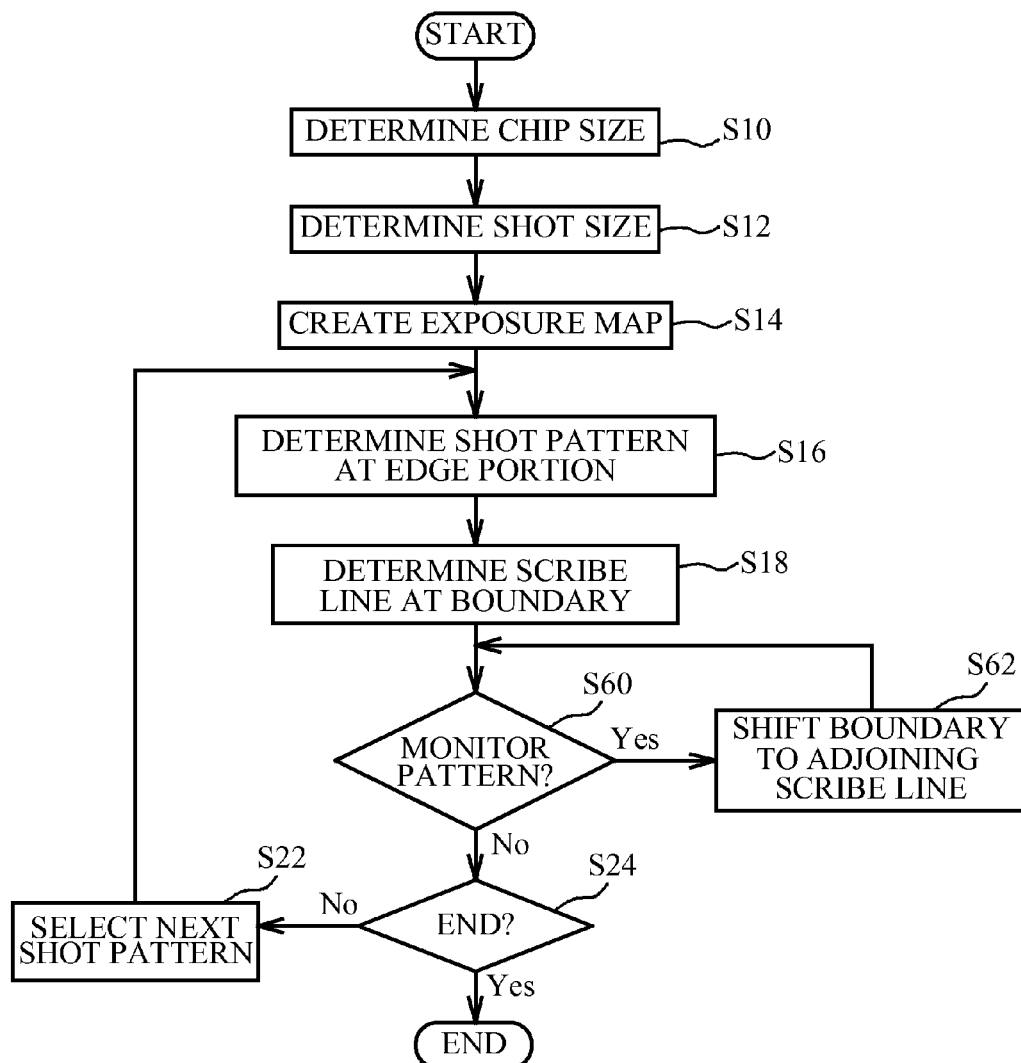 START
DETERMINE CHIP SIZE
S10
DETERMINE SHOT SIZE
S12
CREATE EXPOSURE MAP
S14
DETERMINE SHOT PATTERN
AT EDGE PORTION
S16
DETERMINE SCRIBE
LINE AT BOUNDARY
S18
S60
MONITOR
PATTERN?
Yes
S62
SHIFT BOUNDARY
TO ADJOINING
SCRIBE LINE
No
S24
END?
No
S22
SELECT NEXT
SHOT PATTERN
Yes
END